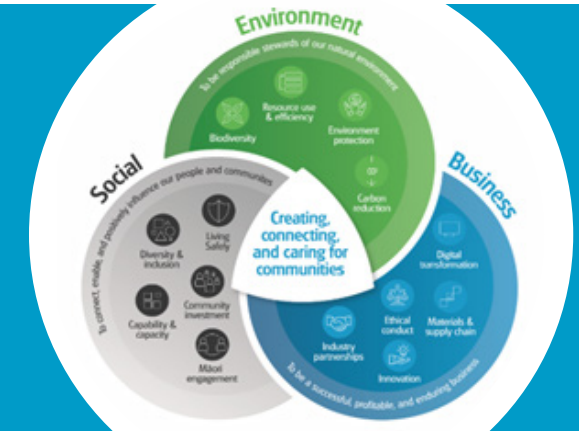 Environment
To be responsible stewards of our natural environment
Resource use
& efficiency
Biodiversity
Environment
protection
Carbon
reduction
Social
To connect, enable, and positively influence our people and communities
Living
Safely
Diversity &
inclusion
Community
investment
Capability &
capacity
Māori
engagement
Creating,
connecting,
and caring for
communities
Business
Digital
transformation
Ethical
conduct
Materials &
supply chain
Industry
partnerships
Innovation
To be a successful, profitable, and enduring business